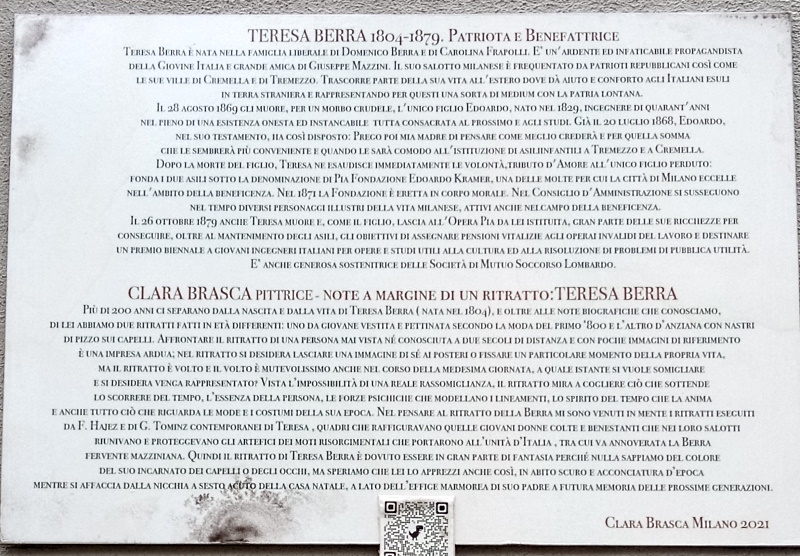 TERESA BERRA 1804-1879. PATRIOTA E BENEFATTRICE
TERESA BERRA È NATA NELLA FAMIGLIA LIBERALE DI DOMENICO BERRA E DI CAROLINA FRAPOLLI. E' UN'ARDENTE ED INFATICABILE PROPAGANDISTA
DELLA GIOVINE ITALIA E GRANDE AMICA DI GIUSEPPE MAZZINI. IL SUO SALOTTO MILANESE È FREQUENTATO DA PATRIOTI REPUBBLICANI COSÌ COME
LE SUE VILLE DI CREMELLA E DI TREMEZZO. TRASCORRE PARTE DELLA SUA VITA ALL'ESTERO DOVE DÀ AIUTO E CONFORTO AGLI ITALIANI ESULI
IN TERRA STRANIERA E RAPPRESENTANDO PER QUESTI UNA SORTA DI MEDIUM CON LA PATRIA LONTANA.
IL 28 AGOSTO 1869 GLI MUORE, PER UN MORBO CRUDELE, L'UNICO FIGLIO EDOARDO, NATO NEL 1829, INGEGNERE DI QUARANT'ANNI
NEL PIENO DI UNA ESISTENZA ONESTA ED INSTANCABILE TUTTA CONSACRATA AL PROSSIMO E AGLI STUDI. GIÀ IL 20 LUGLIO 1868, EDOARDO,
NEL SUO TESTAMENTO, HA COSÌ DISPOSTO: PREGO POI MIA MADRE DI PENSARE COME MEGLIO CREDERÀ E PER QUELLA SOMMA
CHE LE SEMBRERÀ PIÙ CONVENIENTE E QUANDO LE SARÀ COMODO ALL'ISTITUZIONE DI ASILIINFANTILI A TREMEZZO E A CREMELLA.
DOPO LA MORTE DEL FIGLIO, TERESA NE ESAUDISCE IMMEDIATAMENTE LE VOLONTÀ,TRIBUTO D'AMORE ALL'UNICO FIGLIO PERDUTO:
FONDA I DUE ASILI SOTTO LA DENOMINAZIONE DI PIA FONDAZIONE EDOARDO KRAMER, UNA DELLE MOLTE PER CUI LA CITTÀ DI MILANO ECCELLE
NELL'AMBITO DELLA BENEFICENZA. NEL 1871 LA FONDAZIONE È ERETTA IN CORPO MORALE. NEL CONSIGLIO D'AMMINISTRAZIONE SI SUSSEGUONO
NEL TEMPO DIVERSI PERSONAGGI ILLUSTRI DELLA VITA MILANESE, ATTIVI ANCHE NELCAMPO DELLA BENEFICENZA.
IL 26 OTTOBRE 1879 ANCHE TERESA MUORE E, COME IL FIGLIO, LASCIA ALL'OPERA PIA DA LEI ISTITUITA, GRAN PARTE DELLE SUE RICCHEZZE PER
CONSEGUIRE, OLTRE AL MANTENIMENTO DEGLI ASILI, GLI OBIETTIVI DI ASSEGNARE PENSIONI VITALIZIE AGLI OPERAI INVALIDI DEL LAVORO E DESTINARE
UN PREMIO BIENNALE A GIOVANI INGEGNERI ITALIANI PER OPERE E STUDI UTILI ALLA CULTURA ED ALLA RISOLUZIONE DI PROBLEMI DI PUBBLICA UTILITÀ.
E' ANCHE GENEROSA SOSTENITRICE DELLE SOCIETÀ DI MUTUO SOCCORSO LOMBARDO.
CLARA BRASCA PITTRICE - NOTE A MARGINE DI UN RITRATTO: TERESA BERRA
PIÙ DI 200 ANNI CI SEPARANO DALLA NASCITA E DALLA VITA DI TERESA BERRA ( NATA NEL 1804), E OLTRE ALLE NOTE BIOGRAFICHE CHE CONOSCIAMO,
DI LEI ABBIAMO DUE RITRATTI FATTI IN ETÀ DIFFERENTI: UNO DA GIOVANE VESTITA E PETTINATA SECONDO LA MODA DEL PRIMO '800 E L'ALTRO D'ANZIANA CON NASTRI
DI PIZZO SUI CAPELLI. AFFRONTARE IL RITRATTO DI UNA PERSONA MAI VISTA NÉ CONOSCIUTA A DUE SECOLI DI DISTANZA E CON POCHE IMMAGINI DI RIFERIMENTO
È UNA IMPRESA ARDUA; NEL RITRATTO SI DESIDERA LASCIARE UNA IMMAGINE DI SÉ AI POSTERI O FISSARE UN PARTICOLARE MOMENTO DELLA PROPRIA VITA,
MA IL RITRATTO È VOLTO E IL VOLTO È MUTEVOLISSIMO ANCHE NEL CORSO DELLA MEDESIMA GIORNATA, A QUALE ISTANTE SI VUOLE SOMIGLIARE
E SI DESIDERA VENGA RAPPRESENTATO? VISTA L'IMPOSSIBILITÀ DI UNA REALE RASSOMIGLIANZA, IL RITRATTO MIRA A COGLIERE CIÒ CHE SOTTENDE
LO SCORRERE DEL TEMPO, L'ESSENZA DELLA PERSONA, LE FORZE PSICHICHE CHE MODELLANO I LINEAMENTI, LO SPIRITO DEL TEMPO CHE LA ANIMA
E ANCHE TUTTO CIÒ CHE RIGUARDA LE MODE E I COSTUMI DELLA SUA EPOCA. NEL PENSARE AL RITRATTO DELLA BERRA MI SONO VENUTI IN MENTE I RITRATTI ESEGUITI
DA F. HAJEZ E DI G. TOMINZ CONTEMPORANEI DI TERESA , QUADRI CHE RAFFIGURAVANO QUELLE GIOVANI DONNE COLTE E BENESTANTI CHE NEI LORO SALOTTI
RIUNIVANO E PROTEGGEVANO GLI ARTEFICI DEI MOTI RISORGIMENTALI CHE PORTARONO ALL'UNITÀ D'ITALIA , TRA CUI VA ANNOVERATA LA BERRA
FERVENTE MAZZINIANA. QUINDI IL RITRATTO DI TERESA BERRA È DOVUTO ESSERE IN GRAN PARTE DI FANTASIA PERCHÉ NULLA SAPPIAMO DEL COLORE
DEL SUO INCARNATO DEI CAPELLI O DEGLI OCCHI, MA SPERIAMO CHE LEI LO APPREZZI ANCHE COSÌ, IN ABITO SCURO E ACCONCIATURA D'EPOCA
MENTRE SI AFFACCIA DALLA NICCHIA A SESTO ACUTO DELLA CASA NATALE, A LATO DELL'EFFIGE MARMOREA DI SUO PADRE A FUTURA MEMORIA DELLE PROSSIME GENERAZIONI.
CLARA BRASCA MILANO 2021